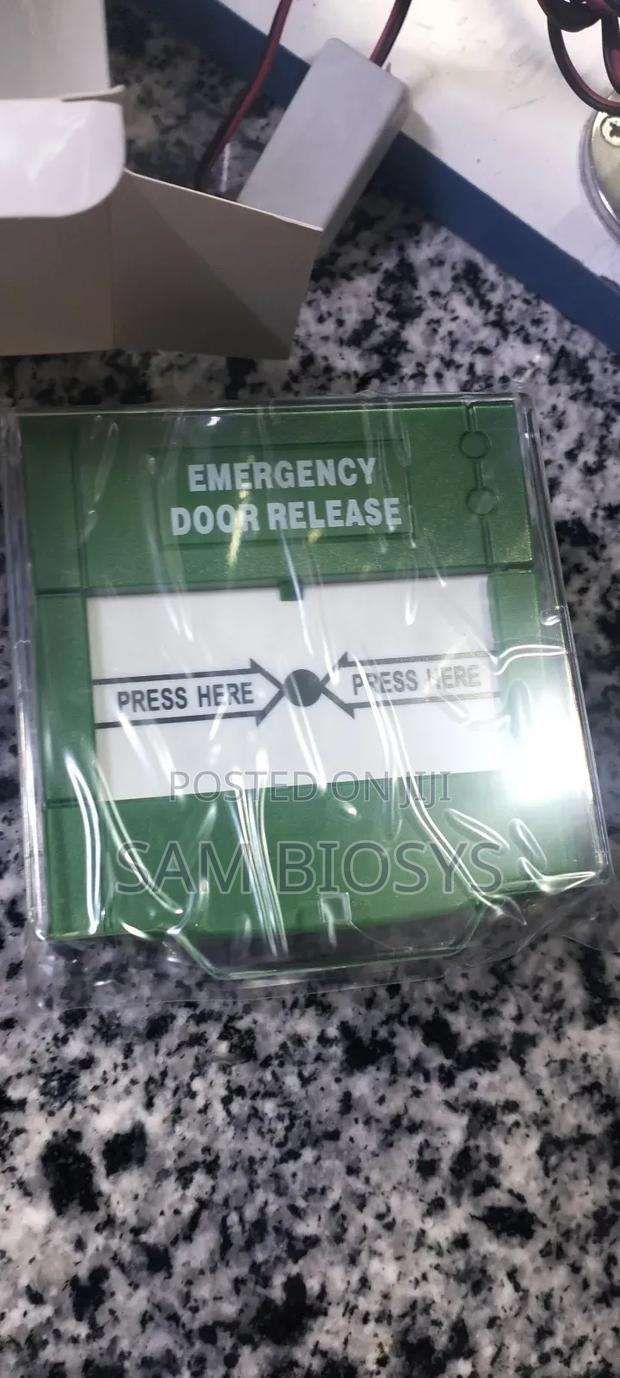 EMERGENCY
DOOR RELEASE
PRESS HERE PRESS HERE
POSTED ON JIJI
SAM BIOSYS